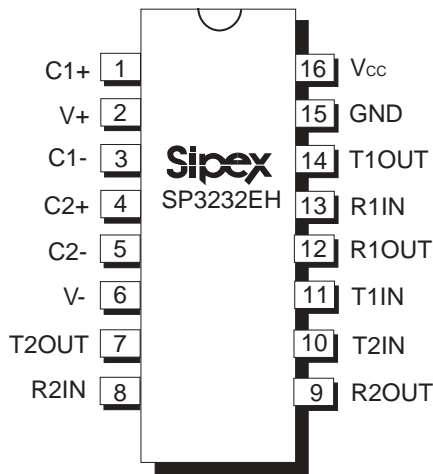 C1+ 1 16 Vcc
V+ 2 15 GND
C1- 3 Sipex 14 T1OUT
SP3232EH
C2+ 4 13 R1IN
C2- 5 12 R1OUT
V- 6 11 T1IN
T2OUT 7 10 T2IN
R2IN 8 9 R2OUT